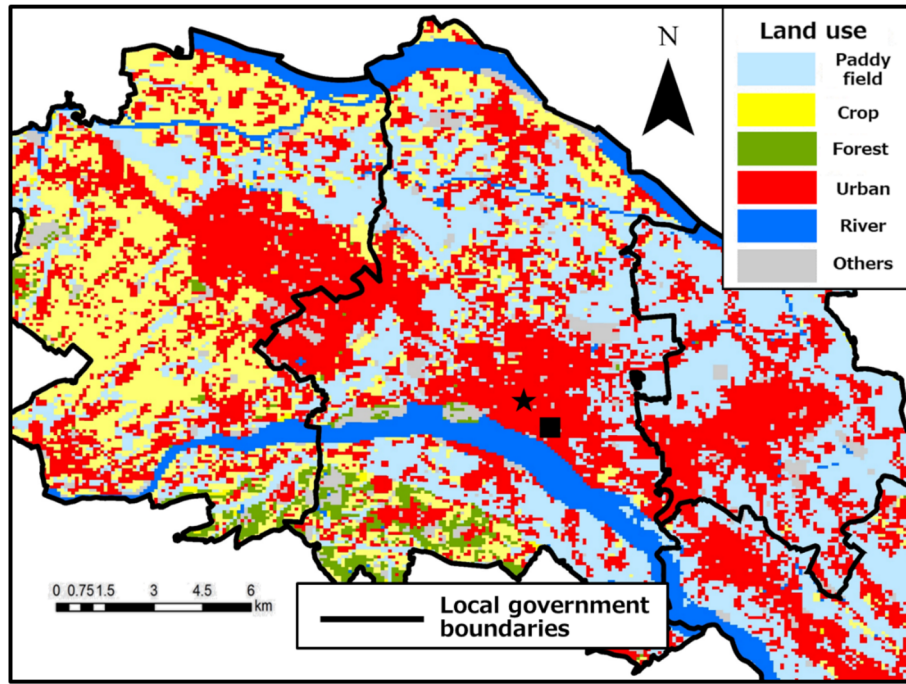 N
Land use
Paddy
field
Crop
Forest
Urban
River
Others
0 0.75 1.5 3 4.5 6
km
Local government
boundaries